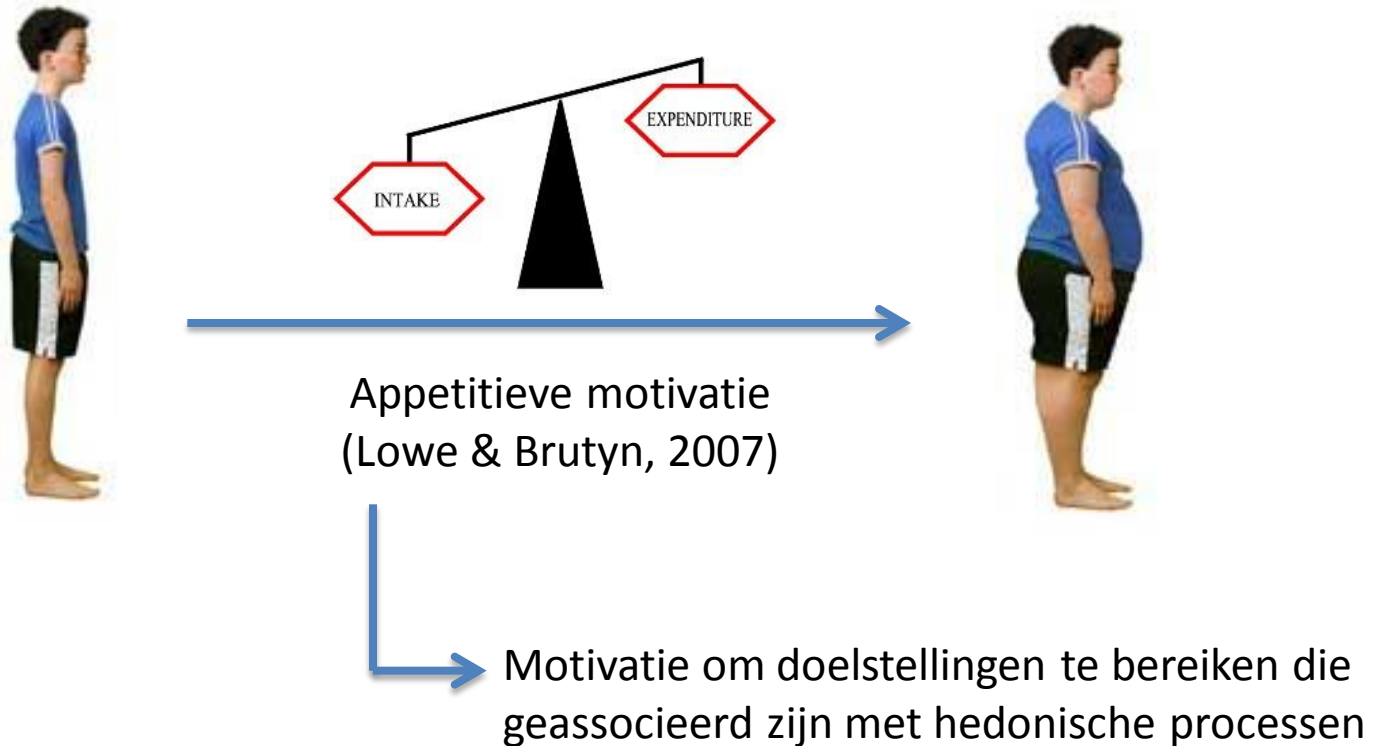 EXPENDITURE
INTAKE
Appetitieve motivatie
(Lowe & Brutyn, 2007)
Motivatie om doelstellingen te bereiken die
geassocieerd zijn met hedonische processen